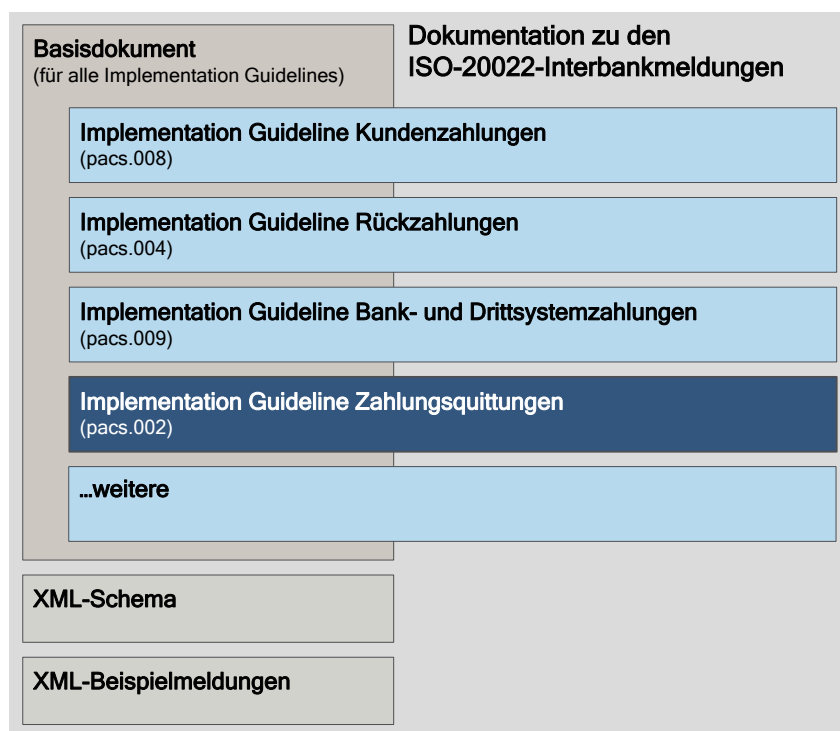 Basisdokument
(für alle Implementation Guidelines)
Dokumentation zu den
ISO-20022-Interbankmeldungen
Implementation Guideline Kundenzahlungen
(pacs.008)
Implementation Guideline Rückzahlungen
(pacs.004)
Implementation Guideline Bank- und Drittsystemzahlungen
(pacs.009)
Implementation Guideline Zahlungsquittungen
(pacs.002)
...weitere
XML-Schema
XML-Beispielmeldungen